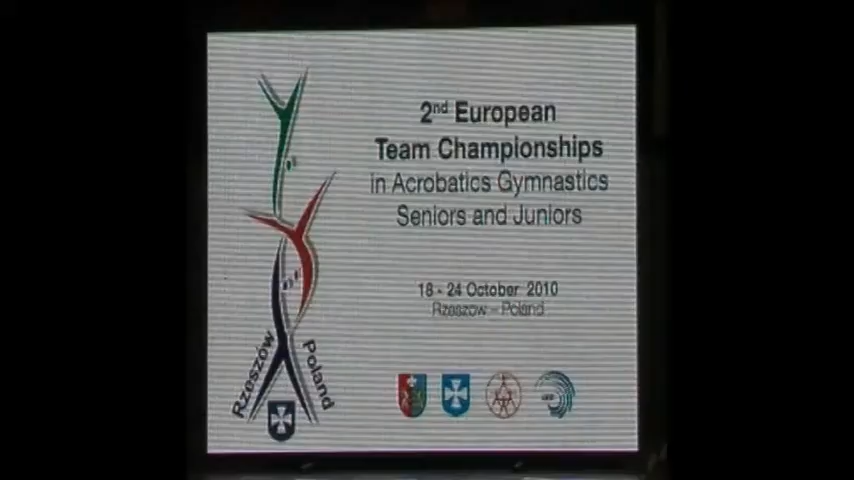 2nd European
Team Championships
in Acrobatics Gymnastics
Seniors and Juniors
18 - 24 October 2010
Rzeszow - Poland
Rzeszów
Poland